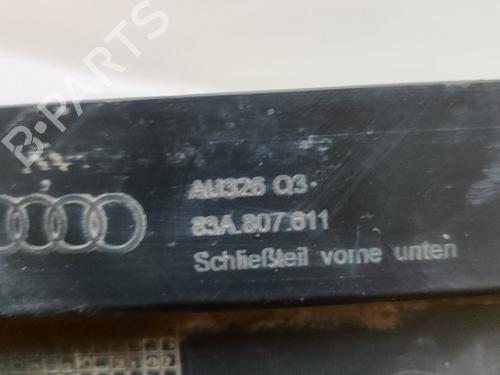 B-PARTS
AU326 Q3
83A.807.611
Schließteil vorne unten